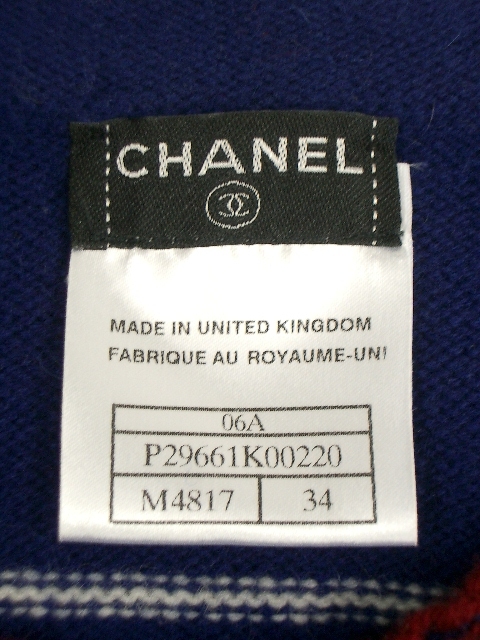 CHANEL
MADE IN UNITED KINGDOM
FABRIQUE AU ROYAUME-UNI
06A
P29661K00220
M4817 34